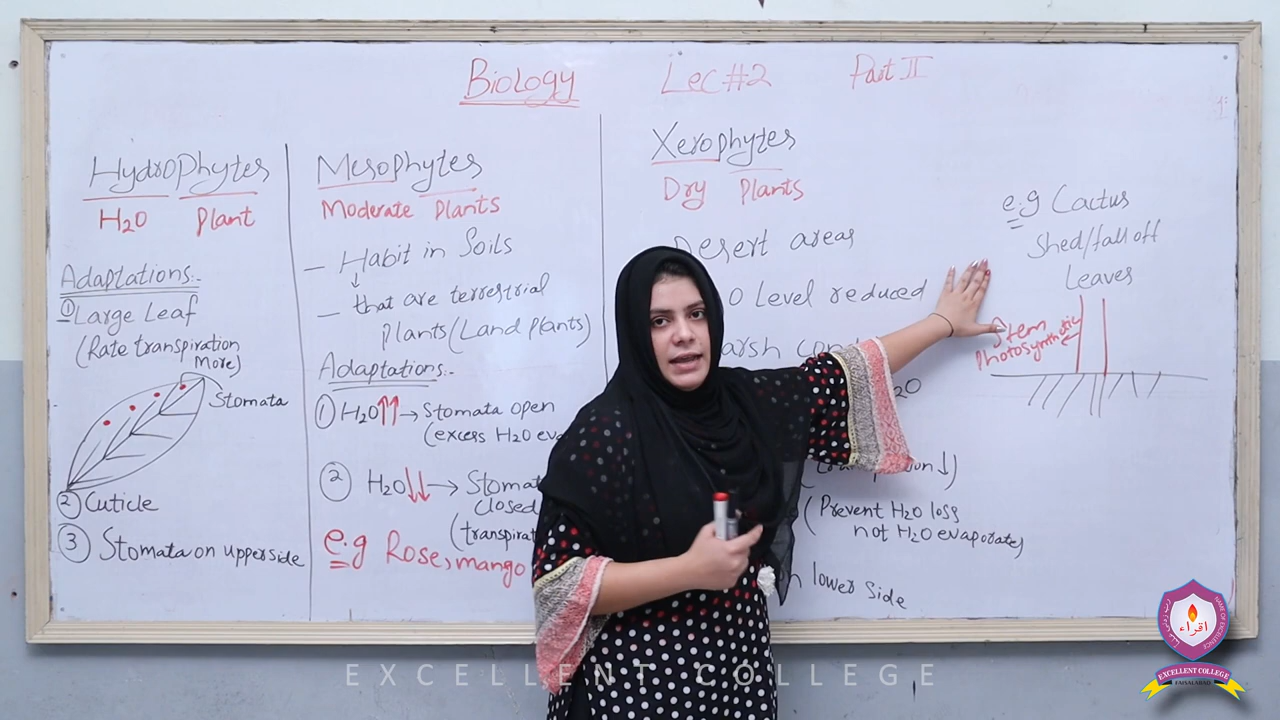 Biology Lec#2 Part II
Hydrophytes
H2O Plant
Adaptations:-
① Large Leaf
(Rate transpiration
More)
Stomata
② Cuticle
③ Stomata on upperside
Mesophytes
Moderate Plants
— Habit in Soils
— that are terrestrial
Plants (Land plants)
Adaptations:-
① H2O↑↑→ Stomata open
(excess H2O
② H2O↓↓→
closed
e.g Rose, mango
Xerophytes
Dry Plants
Desert areas
Level reduced
(Prevent H2O loss
not H2O evaporate)
lower side
e.g Cactus
Shed/fall off
Leaves
Stem
Photosynthetic
EXCELLENT COLLEGE
اقراء
EXCELLENT COLLEGE
FAISALABAD